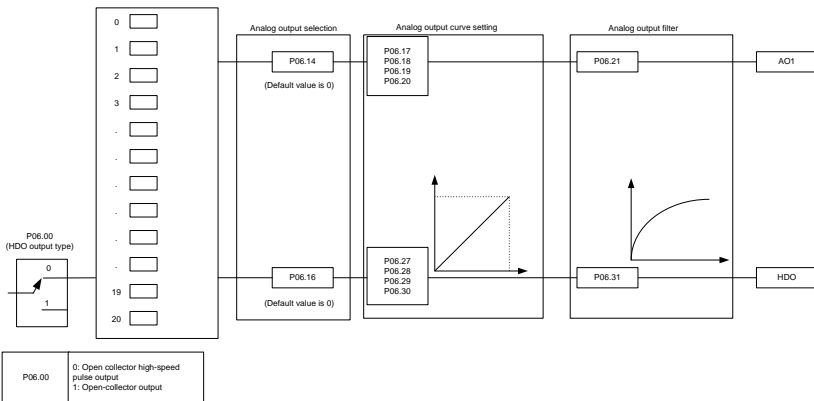 0
1
2
3
.
.
.
.
.
.
19
20
P06.00
(HDO output type)
0
1
Analog output selection
P06.14
(Default value is 0)
P06.16
(Default value is 0)
Analog output curve setting
P06.17
P06.18
P06.19
P06.20
P06.27
P06.28
P06.29
P06.30
Analog output filter
P06.21
P06.31
AO1
HDO
P06.00
0: Open collector high-speed
pulse output
1: Open-collector output